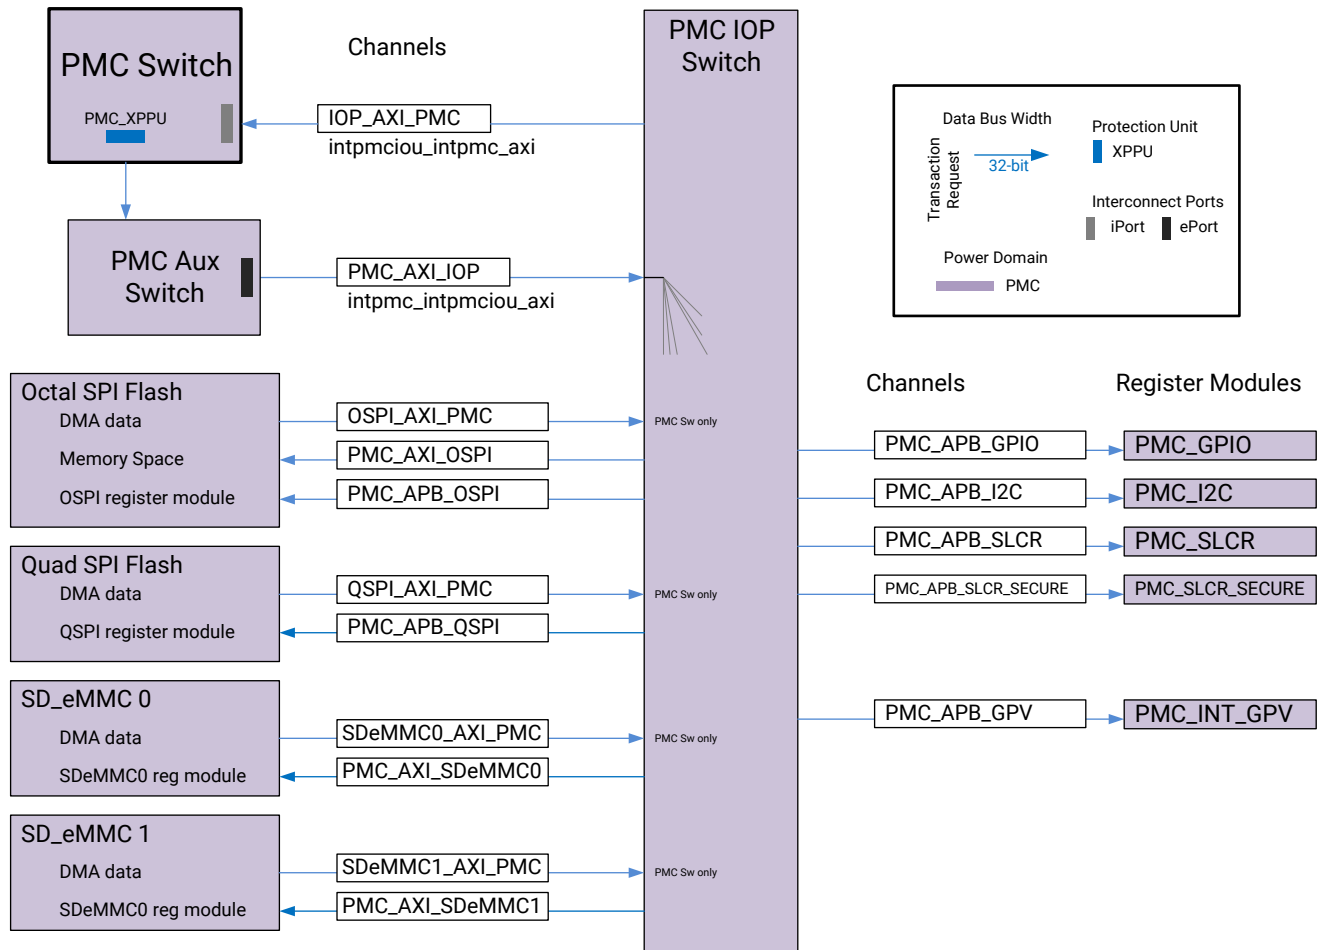 PMC Switch
PMC_XPPU
Channels
IOP_AXI_PMC
intpmciou_intpmc_axi
PMC IOP
Switch
Data Bus Width
Transaction
Request
32-bit
Protection Unit
XPPU
Interconnect Ports
iPort
ePort
Power Domain
PMC
PMC Aux
Switch
PMC_AXI_IOP
intpmc_intpmciou_axi
Octal SPI Flash
DMA data
OSPI_AXI_PMC
PMC Sw only
Memory Space
PMC_AXI_OSPI
OSPI register module
PMC_APB_OSPI
Quad SPI Flash
DMA data
QSPI_AXI_PMC
PMC Sw only
QSPI register module
PMC_APB_QSPI
SD_eMMC 0
DMA data
SDeMMC0_AXI_PMC
PMC Sw only
SDeMMC0 reg module
PMC_AXI_SDeMMC0
SD_eMMC 1
DMA data
SDeMMC1_AXI_PMC
PMC Sw only
SDeMMC0 reg module
PMC_AXI_SDeMMC1
Channels
Register Modules
PMC_APB_GPIO
PMC_GPIO
PMC_APB_I2C
PMC_I2C
PMC_APB_SLCR
PMC_SLCR
PMC_APB_SLCR_SECURE
PMC_SLCR_SECURE
PMC_APB_GPV
PMC_INT_GPV